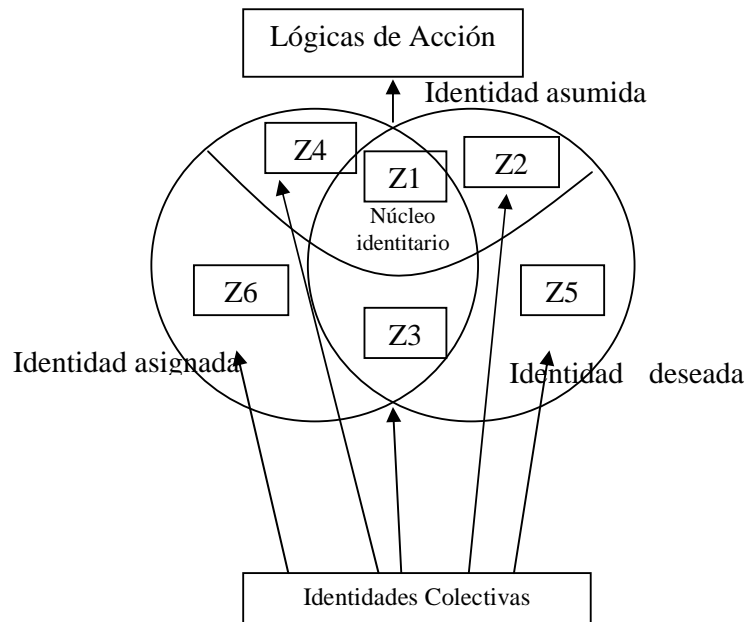 Lógicas de Acción
Identidad asumida
Z4
Z1
Z2
Núcleo
identitario
Z6
Z5
Z3
Identidad asignada
Identidad deseada
Identidades Colectivas